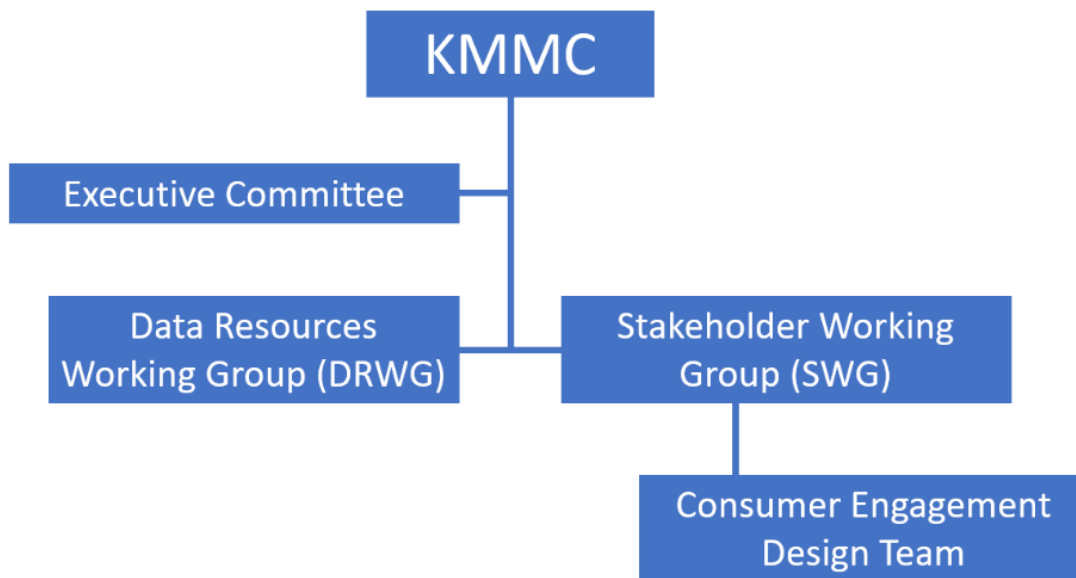 KMMC
Executive Committee
Data Resources
Working Group (DRWG)
Stakeholder Working
Group (SWG)
Consumer Engagement
Design Team